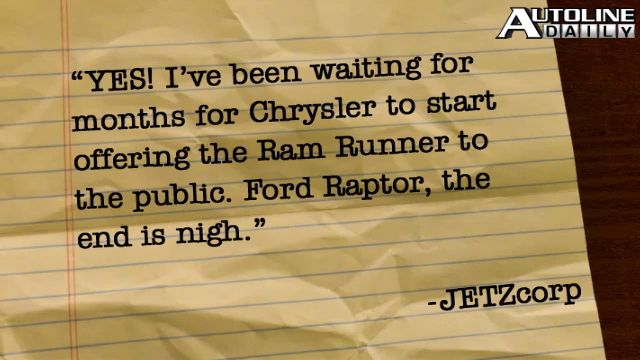 AUTOLINE
DAILY
“YES! I’ve been waiting for
months for Chrysler to start
offering the Ram Runner to
the public. Ford Raptor, the
end is nigh.”
-JETZcorp